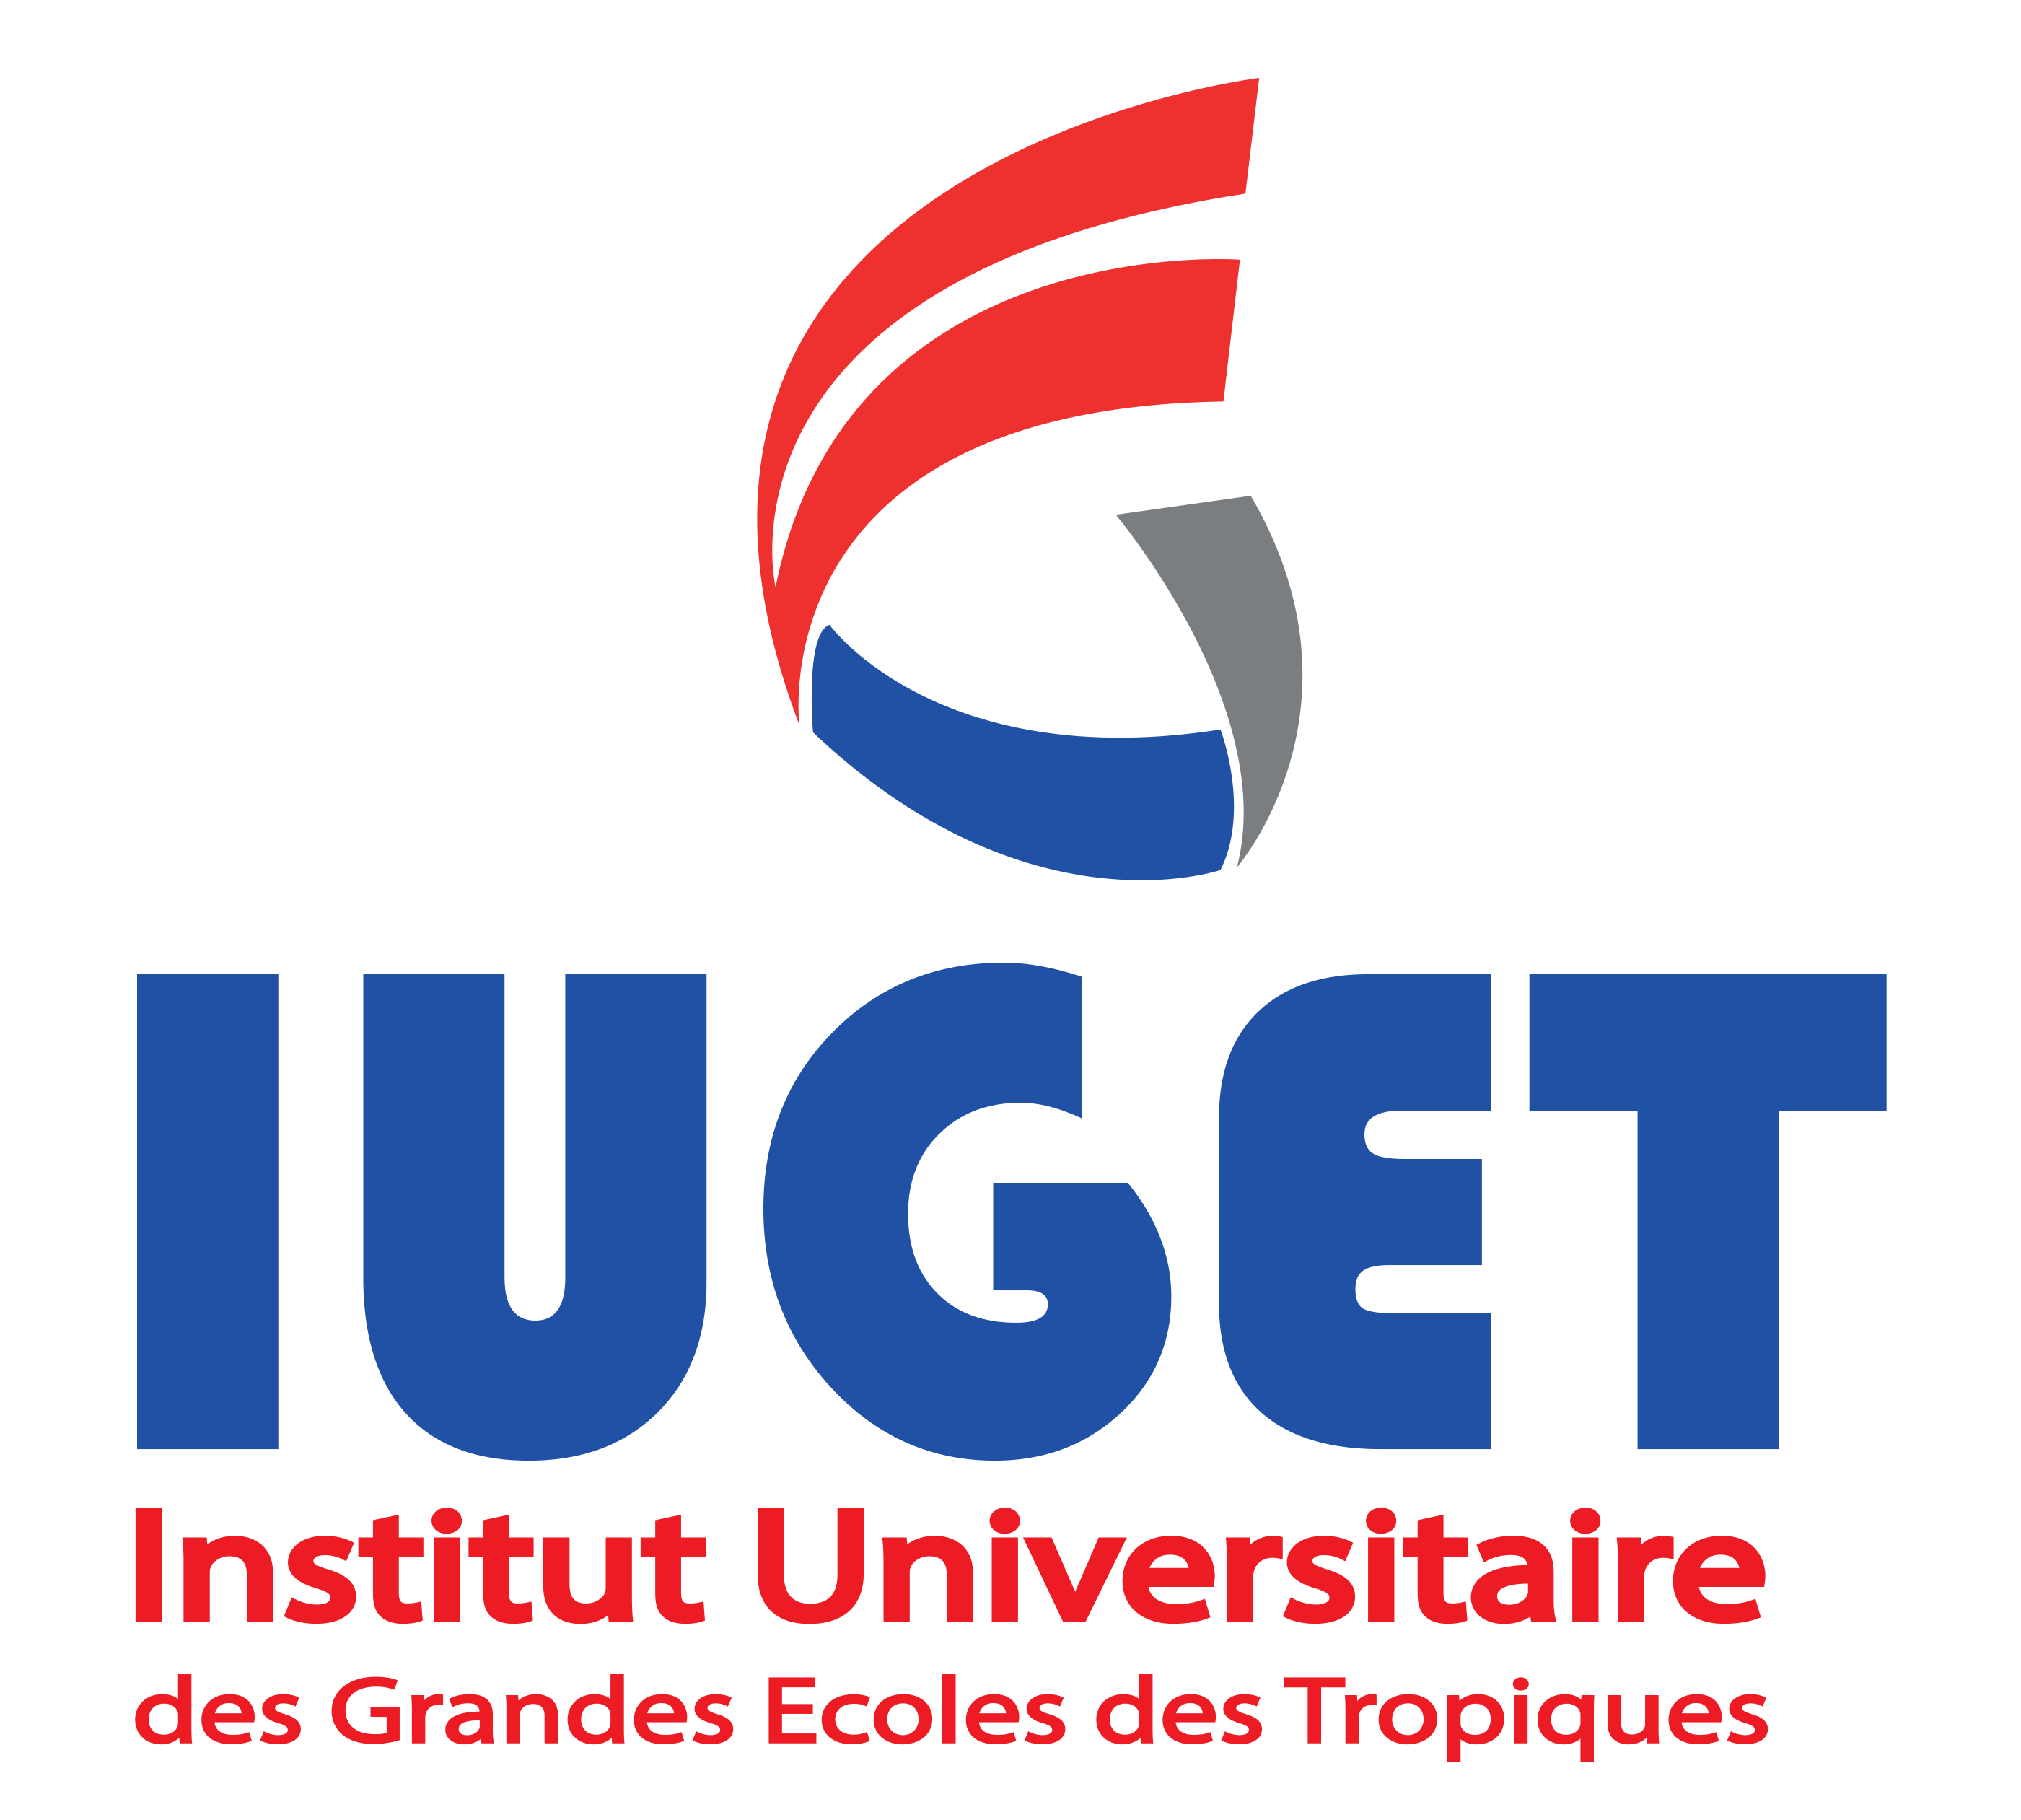 IUGET
Institut Universitaire
des Grandes Ecoles des Tropiques